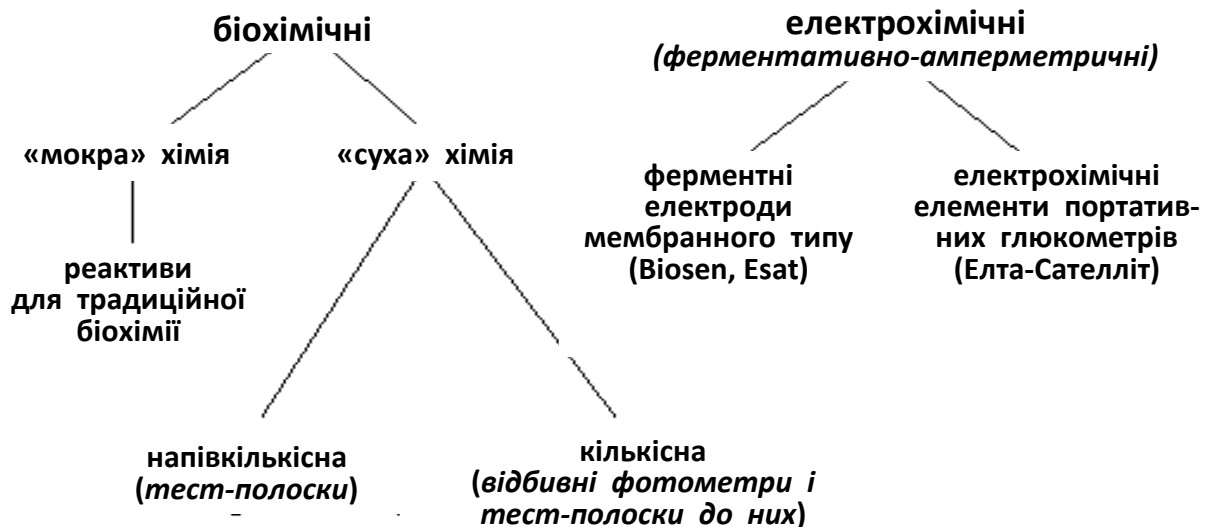 біохімічні
електрохімічні
(ферментативно-амперметричні)
«мокра» хімія
«суха» хімія
ферментні
електроди
мембранного типу
(Biosen, Esat)
електрохімічні
елементи портатив-
них глюкометрів
(Елта-Сателліт)
реактиви
для традиційної
біохімії
напівкількісна
(тест-полоски)
кількісна
(відбивні фотометри і
тест-полоски до них)